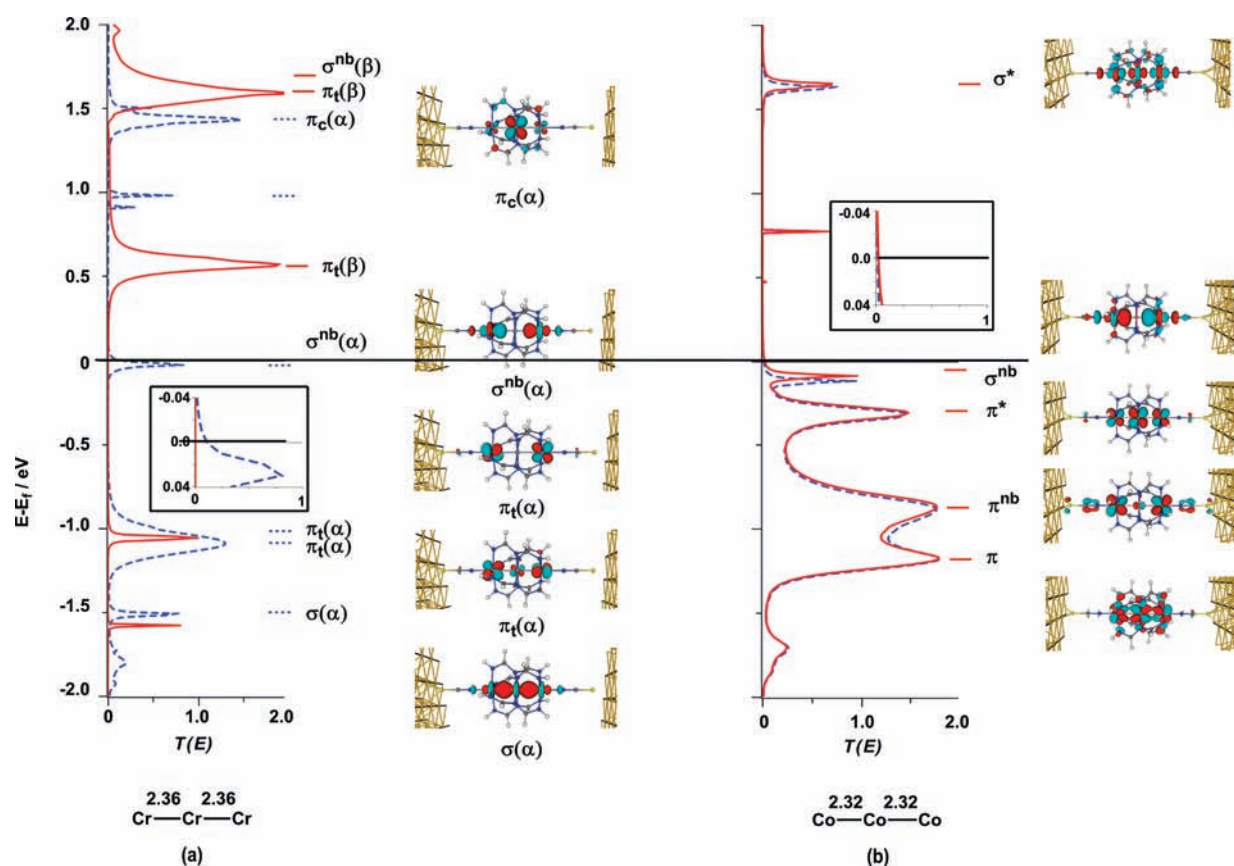 2.0
1.5
1.0
0.5
0
-0.5
-1.0
-1.5
-2.0
E-Ef / eV
σnb(β)
πt(β)
πc(α)
πt(β)
σnb(α)
πt(α)
πt(α)
σ(α)
-0.04
0.0
0.04
0
1
0
1.0
2.0
T(E)
πc(α)
σnb(α)
πt(α)
πt(α)
σ(α)
2.36 2.36
Cr—Cr—Cr
(a)
σ*
-0.04
0.0
0.04
0
1
σnb
π*
πnb
π
0
1.0
2.0
T(E)
2.32 2.32
Co—Co—Co
(b)